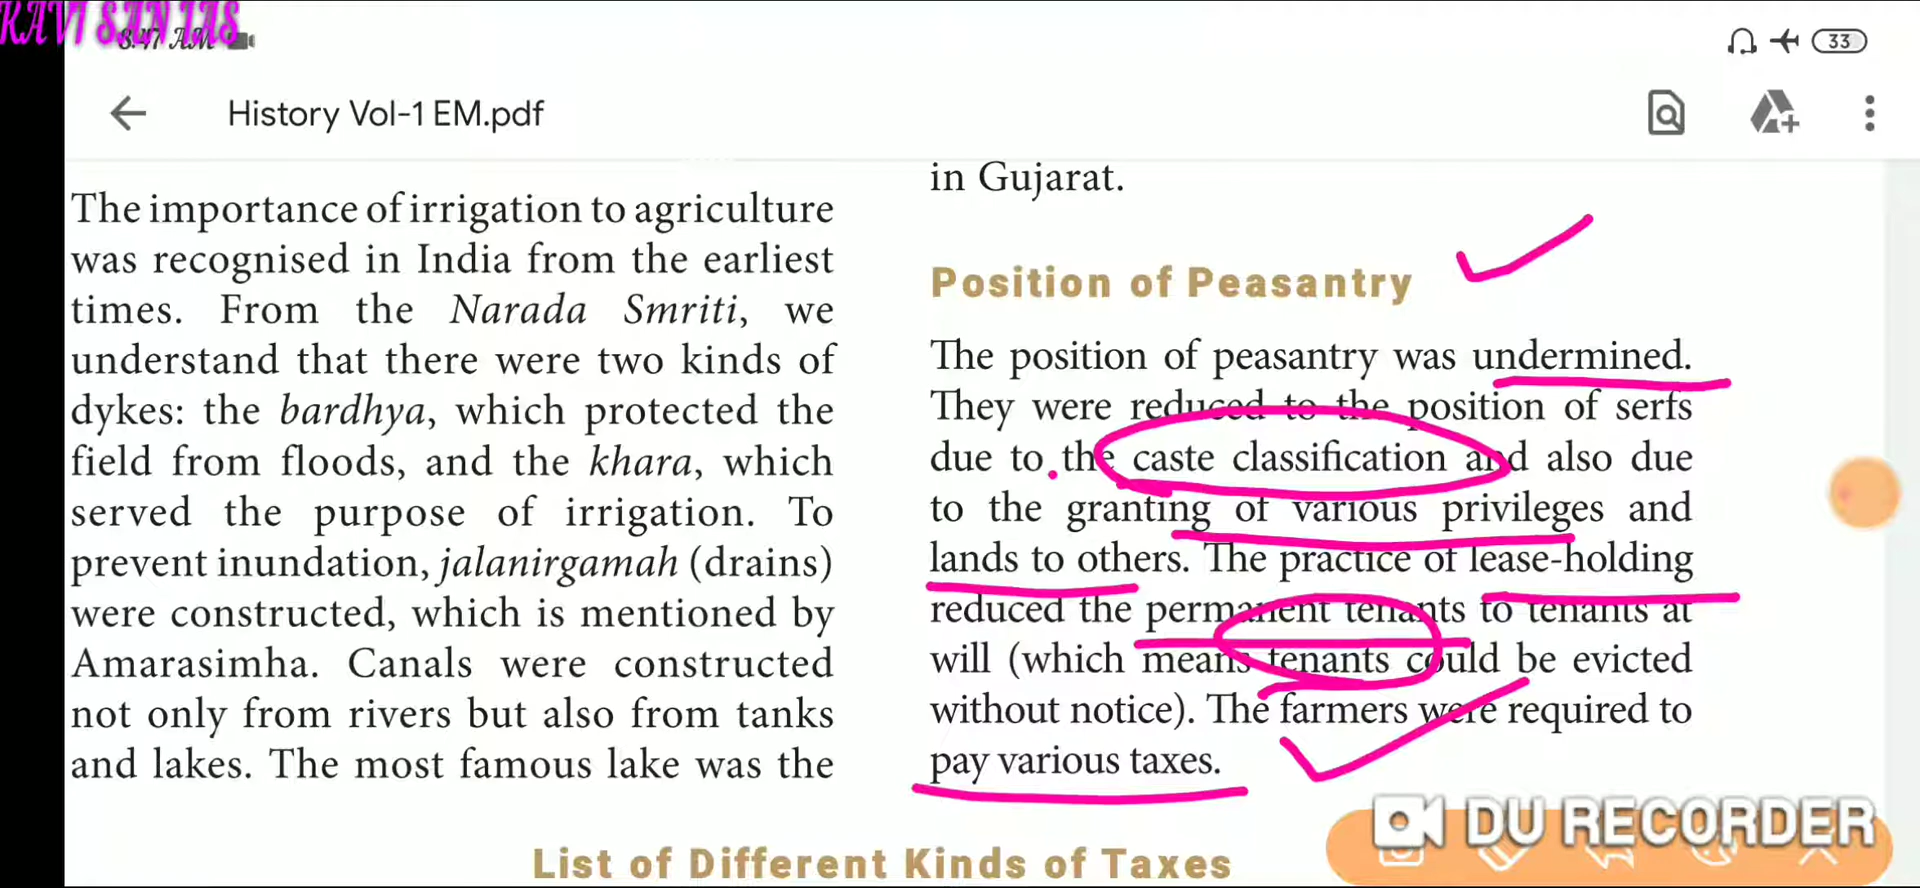 RAVI SAN IAS
8:47 AM
33
History Vol-1 EM.pdf
The importance of irrigation to agriculture
was recognised in India from the earliest
times. From the Narada Smriti, we
understand that there were two kinds of
dykes: the bardhya, which protected the
field from floods, and the khara, which
served the purpose of irrigation. To
prevent inundation, jalanirgamah (drains)
were constructed, which is mentioned by
Amarasimha. Canals were constructed
not only from rivers but also from tanks
and lakes. The most famous lake was the
in Gujarat.
Position of Peasantry
The position of peasantry was undermined.
They were reduced to the position of serfs
due to the caste classification and also due
to the granting of various privileges and
lands to others. The practice of lease-holding
reduced the permanent tenants to tenants at
will (which means tenants could be evicted
without notice). The farmers were required to
pay various taxes.
List of Different Kinds of Taxes
DU RECORDER